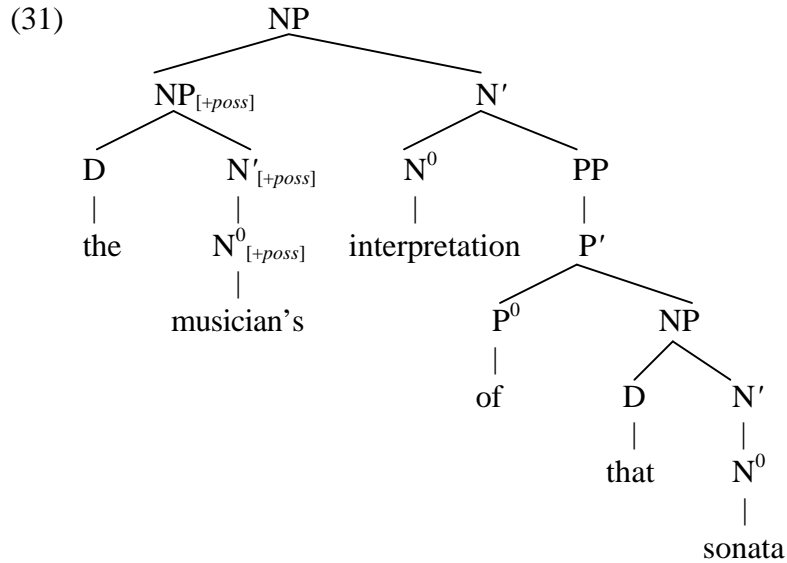 (31) NP
NP[+poss] N′
D N′[+poss] N⁰ PP
the N⁰[+poss] interpretation P′
musician's P⁰ NP
of D N′
that N⁰
sonata